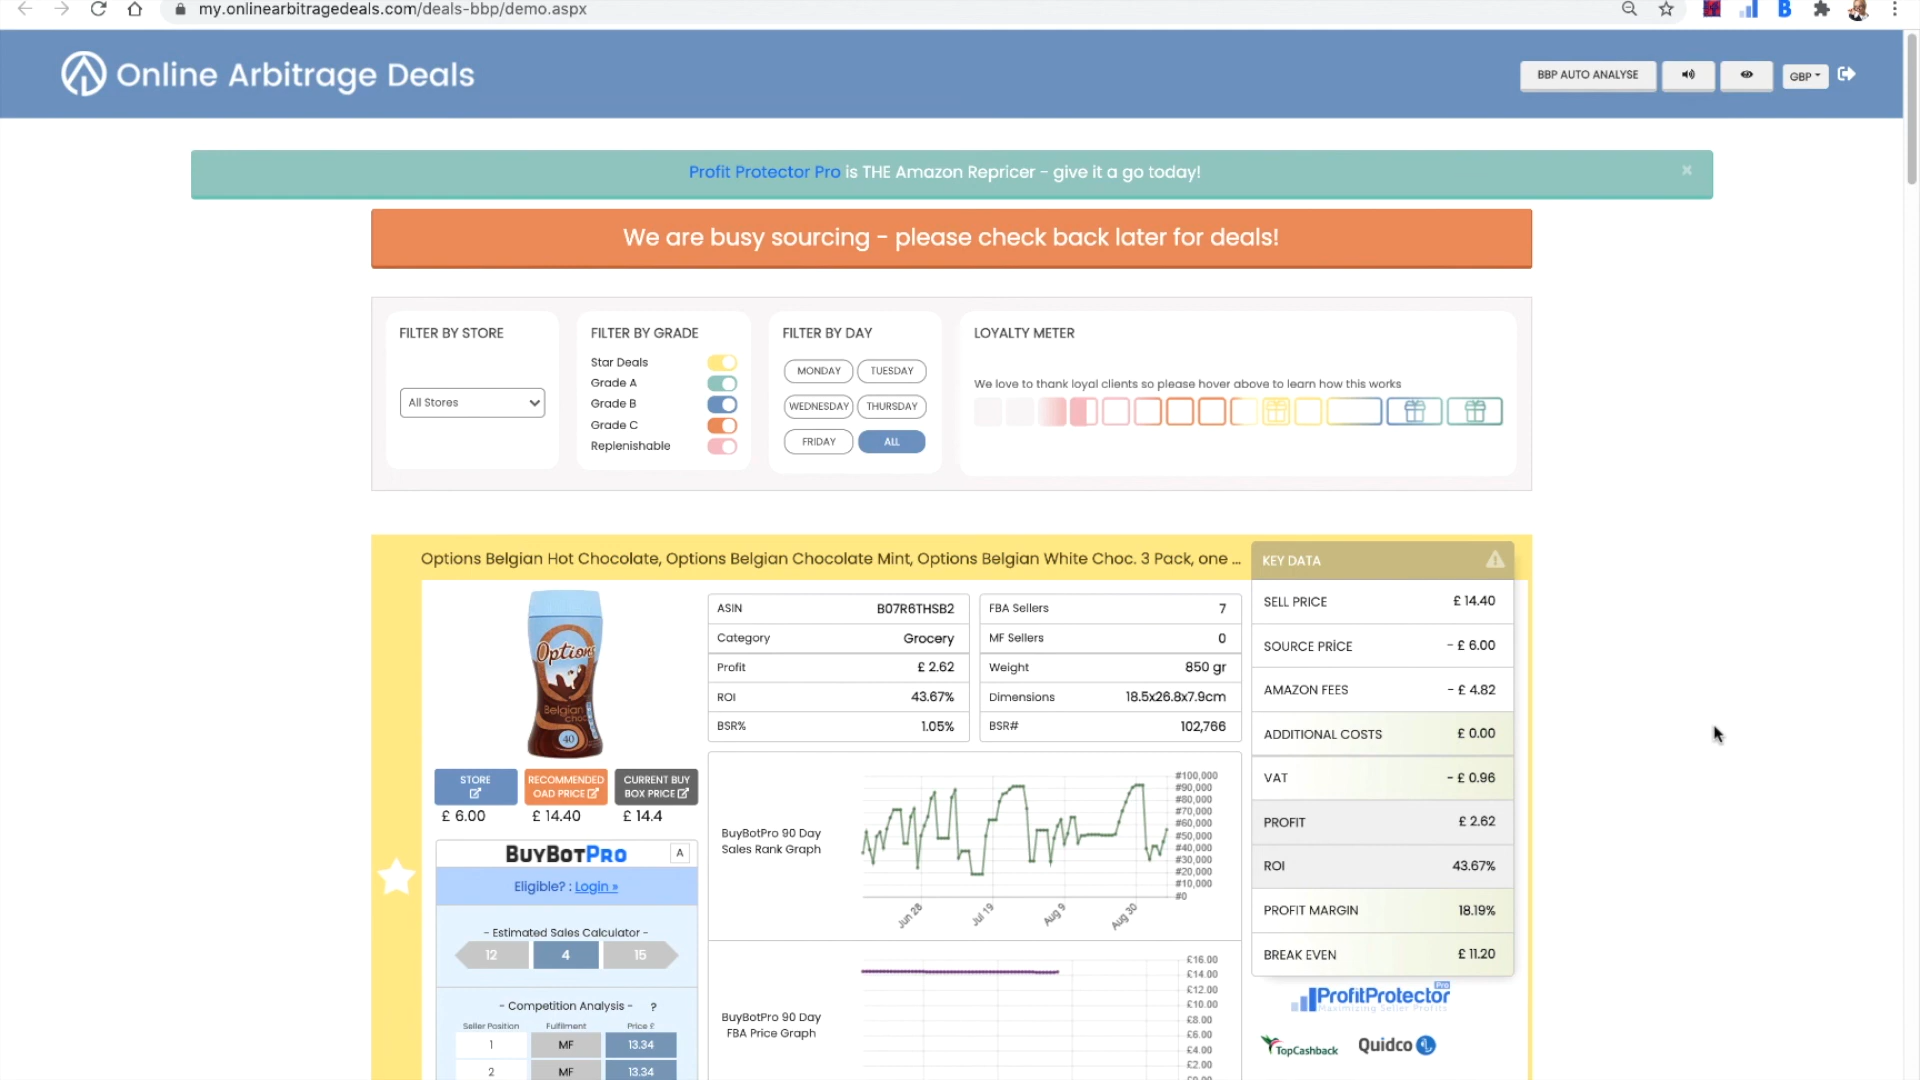 my.onlinearbitragedeals.com/deals-bbp/demo.aspx
Online Arbitrage Deals
BBP AUTO ANALYSE
GBP
Profit Protector Pro is THE Amazon Repricer - give it a go today!
×
We are busy sourcing - please check back later for deals!
FILTER BY STORE
All Stores
FILTER BY GRADE
Star Deals
Grade A
Grade B
Grade C
Replenishable
FILTER BY DAY
MONDAY
TUESDAY
WEDNESDAY
THURSDAY
FRIDAY
ALL
LOYALTY METER
We love to thank loyal clients so please hover above to learn how this works
Options Belgian Hot Chocolate, Options Belgian Chocolate Mint, Options Belgian White Choc. 3 Pack, one ...
Options
Belgian
choc
40
STORE
£ 6.00
RECOMMENDED
OAD PRICE
£ 14.40
CURRENT BUY
BOX PRICE
£ 14.4
BUYBOTPRO
A
Eligible? : Login »
- Estimated Sales Calculator -
12
4
15
- Competition Analysis - ?
Seller Position Fulfilment Price £
1 MF 13.34
2 MF 13.34
ASIN B07R6THSB2
Category Grocery
Profit £ 2.62
ROI 43.67%
BSR% 1.05%
FBA Sellers 7
MF Sellers 0
Weight 850 gr
Dimensions 18.5x26.8x7.9cm
BSR# 102,766
BuyBotPro 90 Day
Sales Rank Graph
#100,000
#90,000
#80,000
#70,000
#60,000
#50,000
#40,000
#30,000
#20,000
#10,000
#0
Jun 28
Jul 19
Aug 9
Aug 30
BuyBotPro 90 Day
FBA Price Graph
£16.00
£14.00
£12.00
£10.00
£8.00
£6.00
£4.00
£2.00
KEY DATA
SELL PRICE £ 14.40
SOURCE PRİCE - £ 6.00
AMAZON FEES - £ 4.82
ADDITIONAL COSTS £ 0.00
VAT - £ 0.96
PROFIT £ 2.62
ROI 43.67%
PROFIT MARGIN 18.19%
BREAK EVEN £ 11.20
ProfitProtector Pro
Maximizing Seller Profits
TopCashback
Quidco